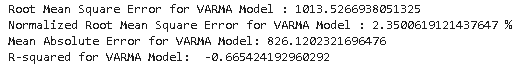 Root Mean Square Error for VARMA Model : 1013.5266938051325
Normalized Root Mean Square Error for VARMA Model : 2.3500619121437647 %
Mean Absolute Error for VARMA Model: 826.1202321696476
R-squared for VARMA Model:  -0.665424192960292